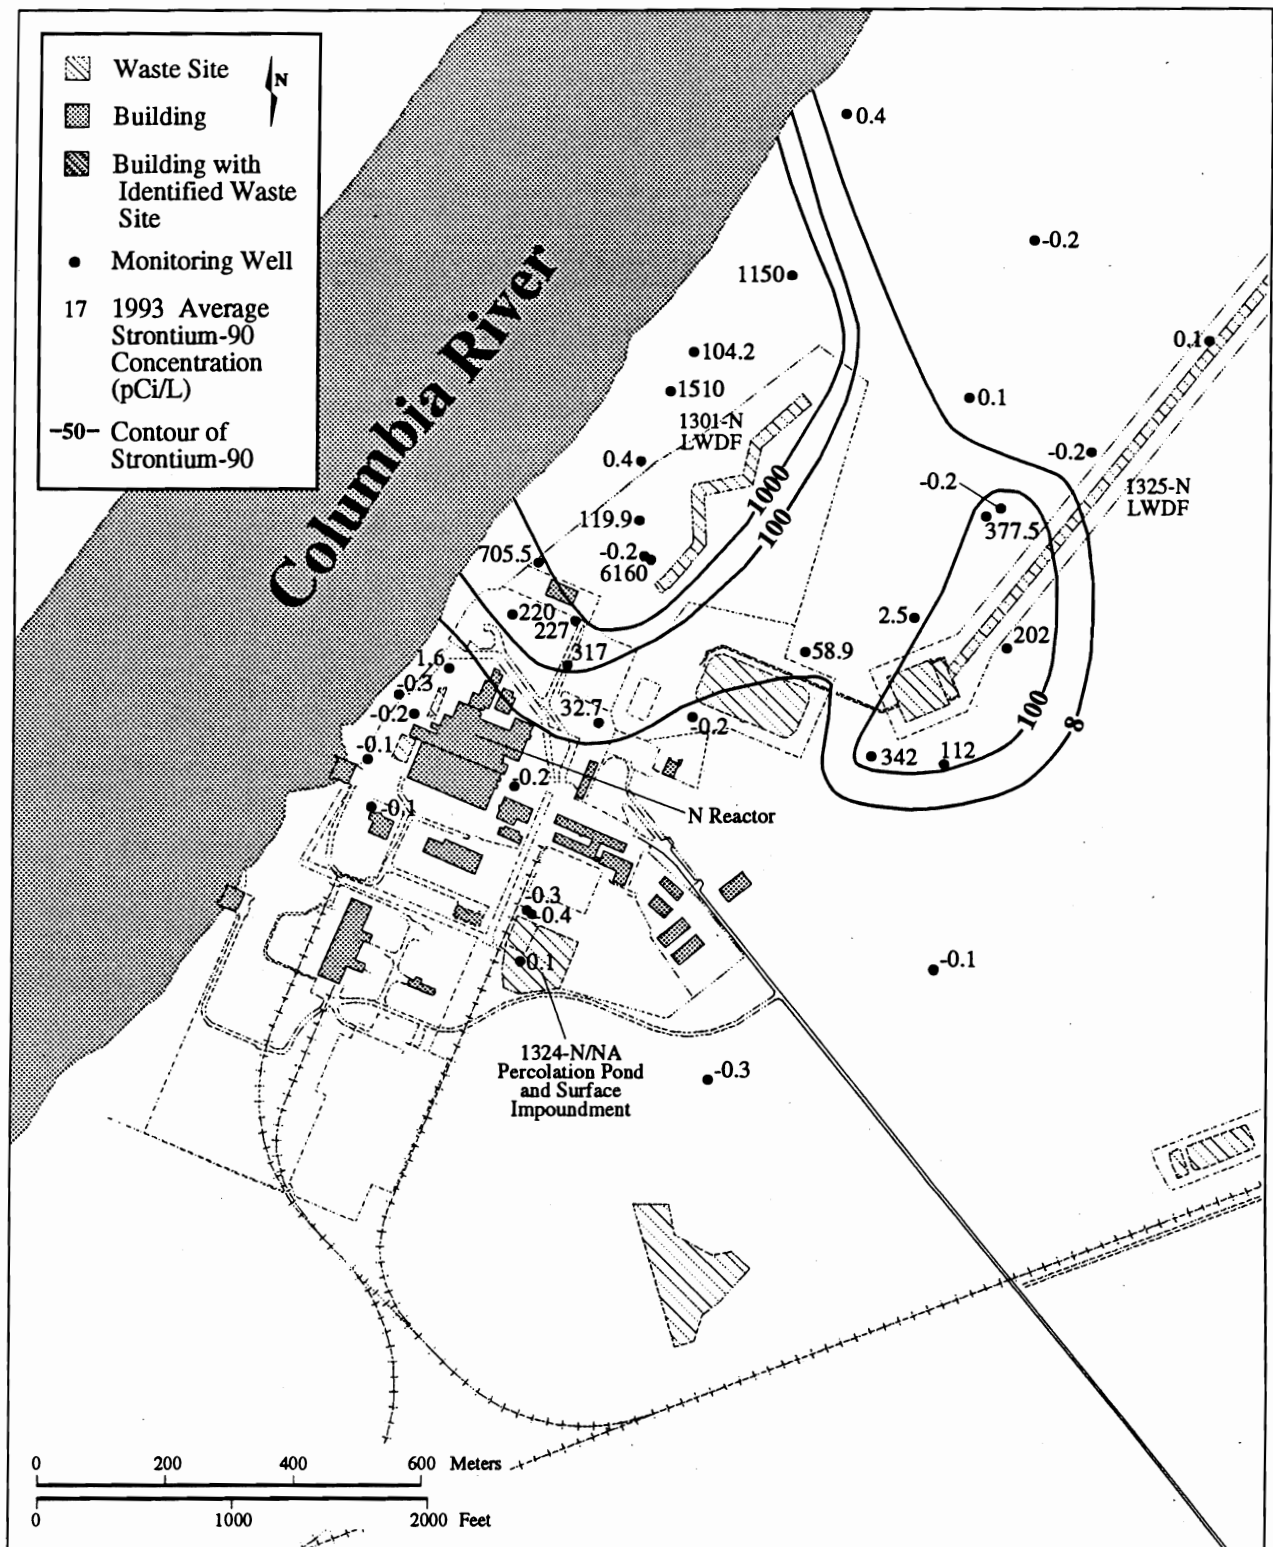 Waste Site
N
Building
Building with
Identified Waste
Site
Monitoring Well
17 1993 Average
Strontium-90
Concentration
(pCi/L)
-50- Contour of
Strontium-90
Columbia River
0.4
-0.2
1150
0.1
104.2
1510
0.1
1301-N
LWDF
-0.2
0.4
1000
-0.2
1325-N
LWDF
119.9
100
377.5
705.5
-0.2
6160
220
227
2.5
202
317
58.9
1.6
-0.3
-0.2
32.7
-0.2
100
8
-0.1
342
112
-0.2
-0.1
N Reactor
-0.3
-0.4
0.1
-0.1
1324-N/NA
Percolation Pond
and Surface
Impoundment
-0.3
0 200 400 600 Meters
0 1000 2000 Feet